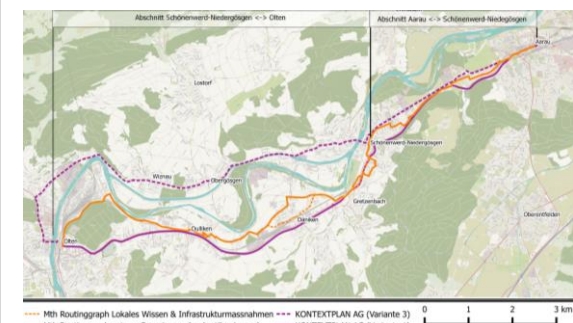 Abschnitt Schönenwerd-Niedergösgen <-> Olten
Abschnitt Aarau <-> Schönenwerd-Niedergösgen
Aarau
Lostorf
Schönenwerd-Niedergösgen
Winznau
Obergösgen
Gretzenbach
Däniken
Oberentfelden
Olten
Dulliken
Mth Routinggraph Lokales Wissen & Infrastrukturmassnahmen
KONTEXTPLAN AG (Variante 3)
0 1 2 3 km